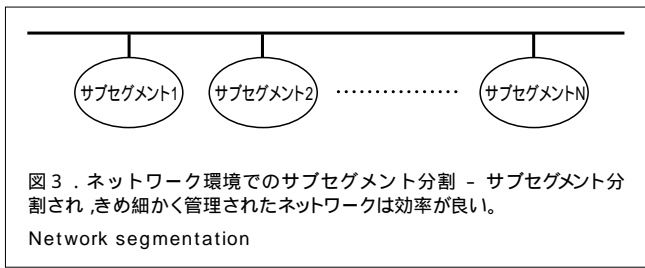 サブセグメント1 サブセグメント2 ················ サブセグメントN
図3．ネットワーク環境でのサブセグメント分割 － サブセグメント分
割され,きめ細かく管理されたネットワークは効率が良い。
Network segmentation